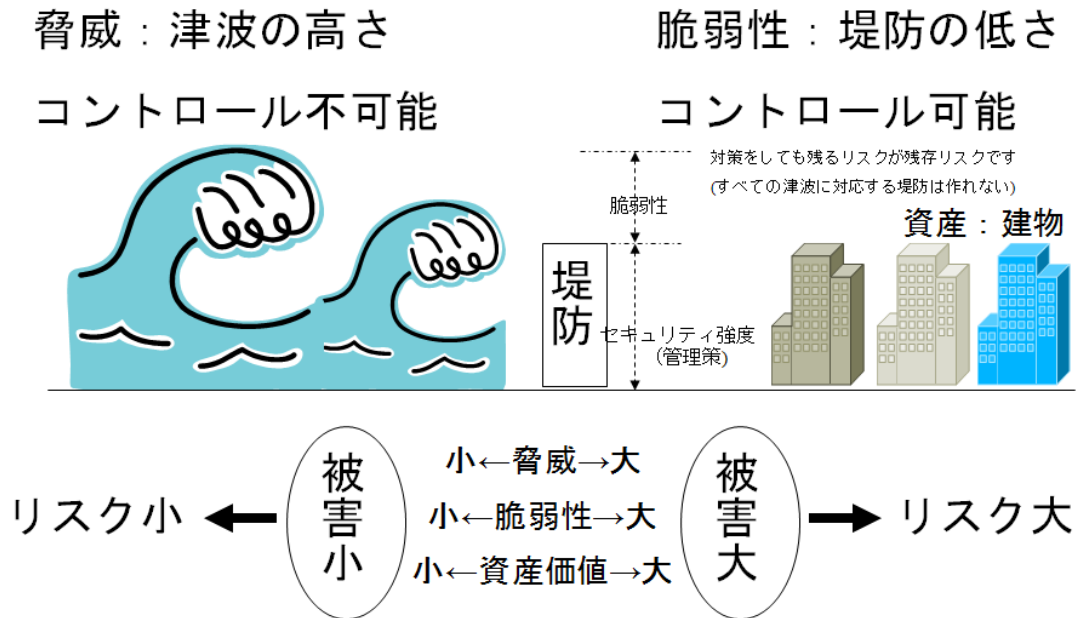 脅威：津波の高さ
コントロール不可能
脆弱性：堤防の低さ
コントロール可能
対策をしても残るリスクが残存リスクです
(すべての津波に対応する堤防は作れない)
脆弱性
資産：建物
堤防
セキュリティ強度
(管理策)
小←脅威→大
小←脆弱性→大
小←資産価値→大
リスク小
被害小
被害大
リスク大